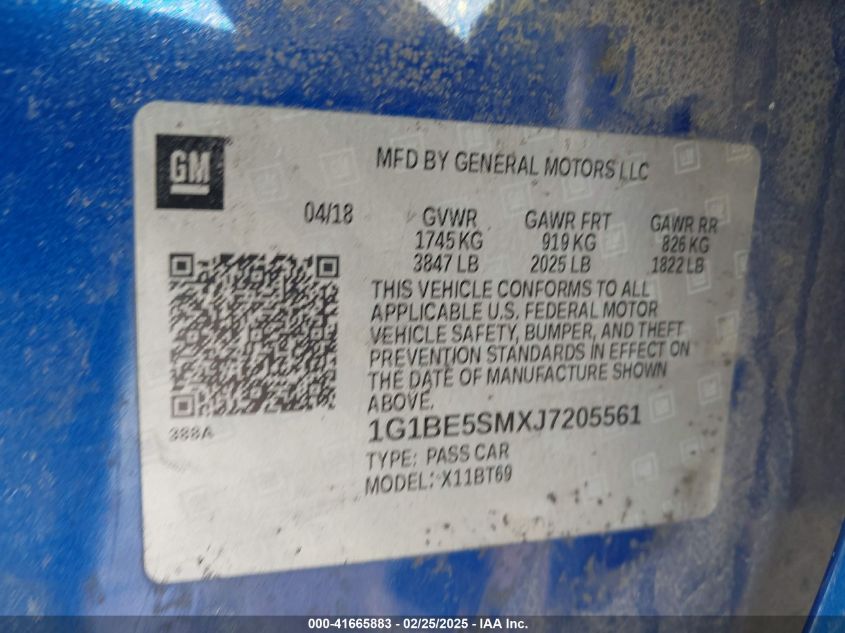 GM
MFD BY GENERAL MOTORS LLC
04/18
GVWR GAWR FRT GAWR RR
1745 KG 919 KG 826 KG
3847 LB 2025 LB 1822 LB
THIS VEHICLE CONFORMS TO ALL
APPLICABLE U.S. FEDERAL MOTOR
VEHICLE SAFETY, BUMPER, AND THEFT
PREVENTION STANDARDS IN EFFECT ON
THE DATE OF MANUFACTURE SHOWN
ABOVE.
388A
1G1BE5SMXJ7205561
TYPE: PASS CAR
MODEL: X11BT69
000-41665883 - 02/25/2025 - IAA Inc.